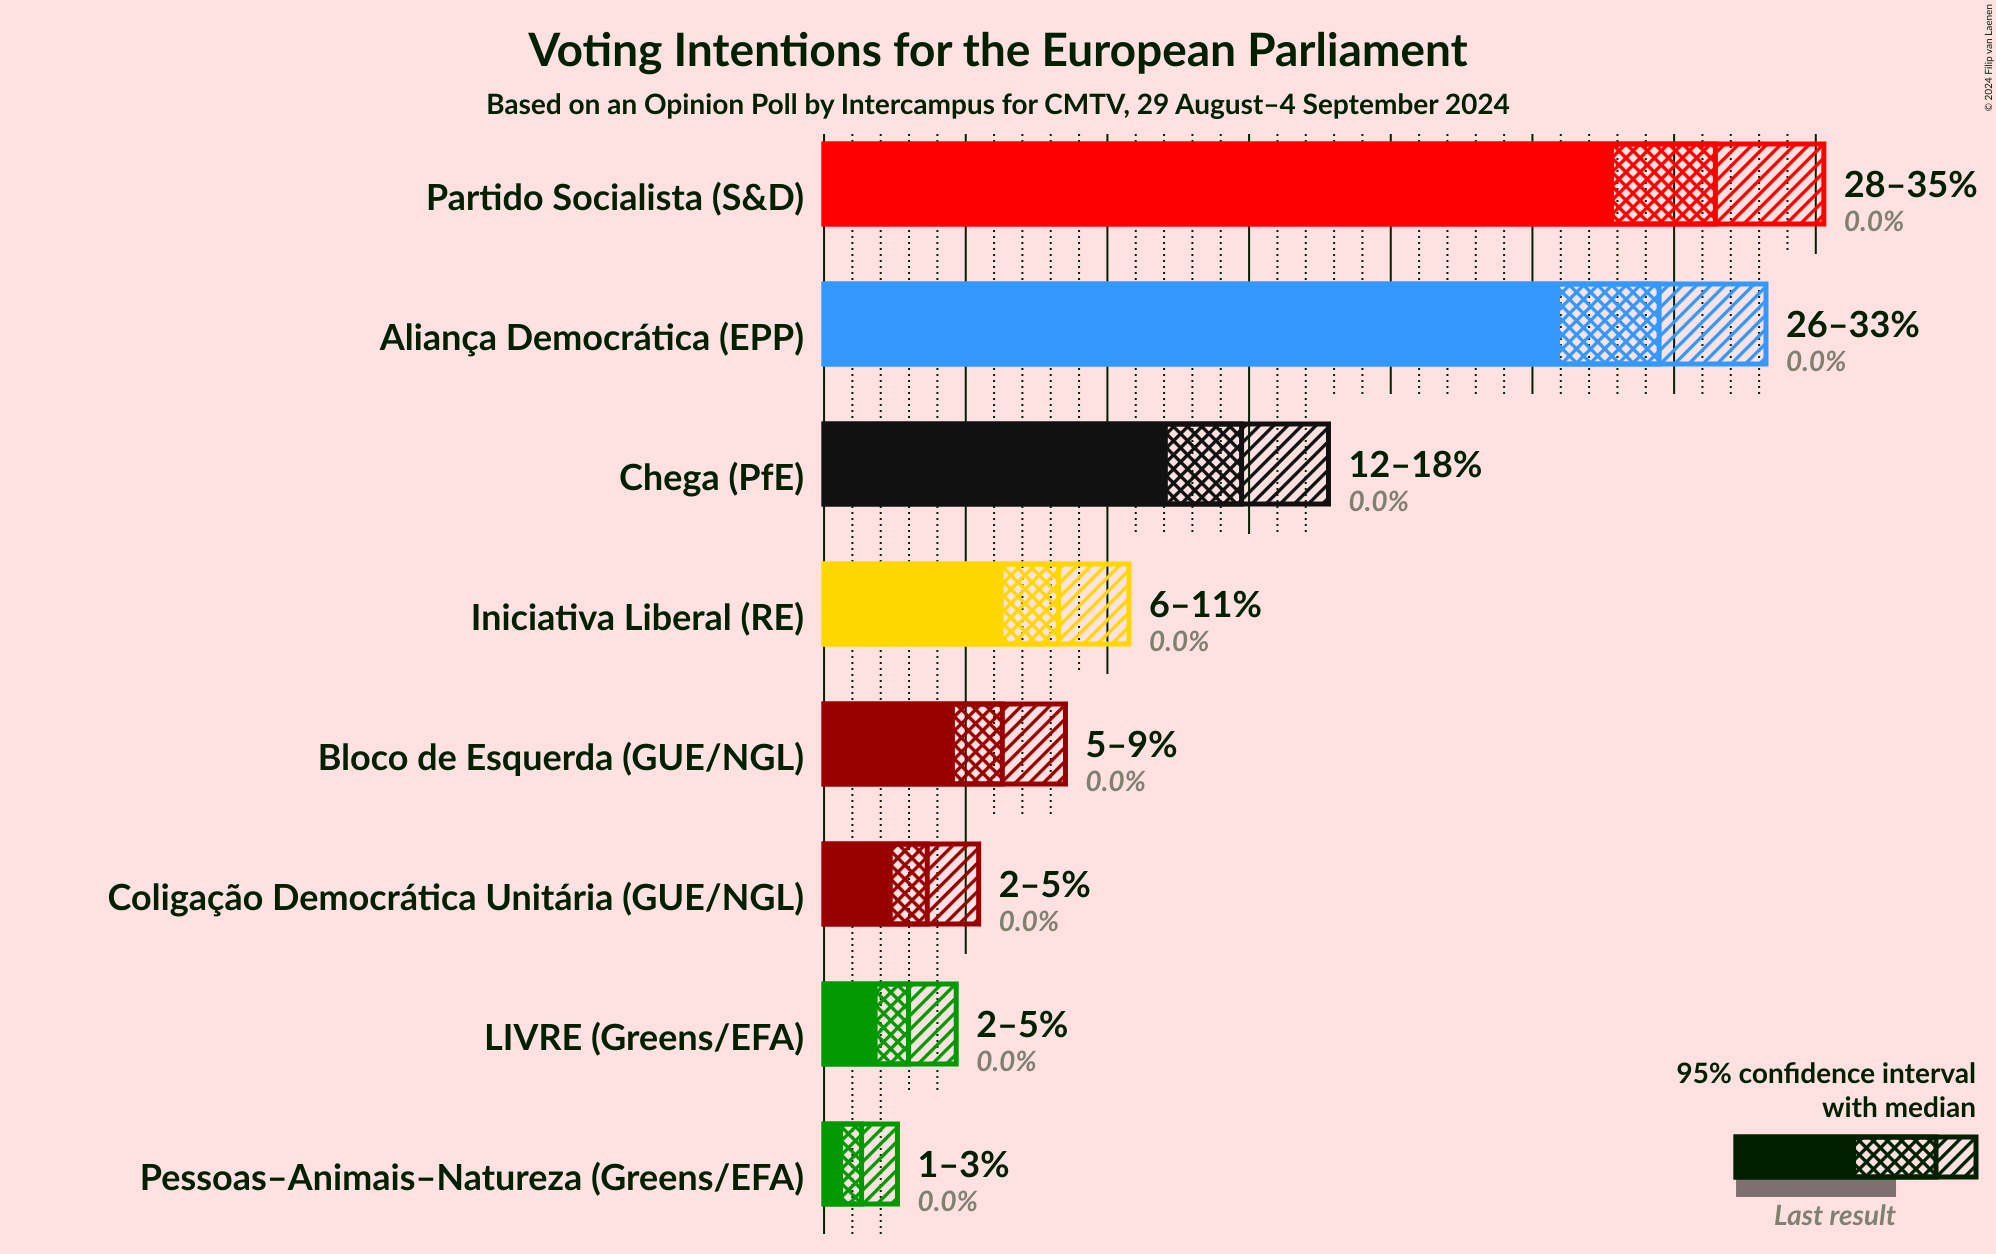 Voting Intentions for the European Parliament
Based on an Opinion Poll by Intercampus for CMTV, 29 August–4 September 2024
© 2024 Filip van Laenen
Partido Socialista (S&D)
28–35%
0.0%
Aliança Democrática (EPP)
26–33%
0.0%
Chega (PfE)
12–18%
0.0%
Iniciativa Liberal (RE)
6–11%
0.0%
Bloco de Esquerda (GUE/NGL)
5–9%
0.0%
Coligação Democrática Unitária (GUE/NGL)
2–5%
0.0%
LIVRE (Greens/EFA)
2–5%
0.0%
Pessoas–Animais–Natureza (Greens/EFA)
1–3%
0.0%
95% confidence interval
with median
Last result